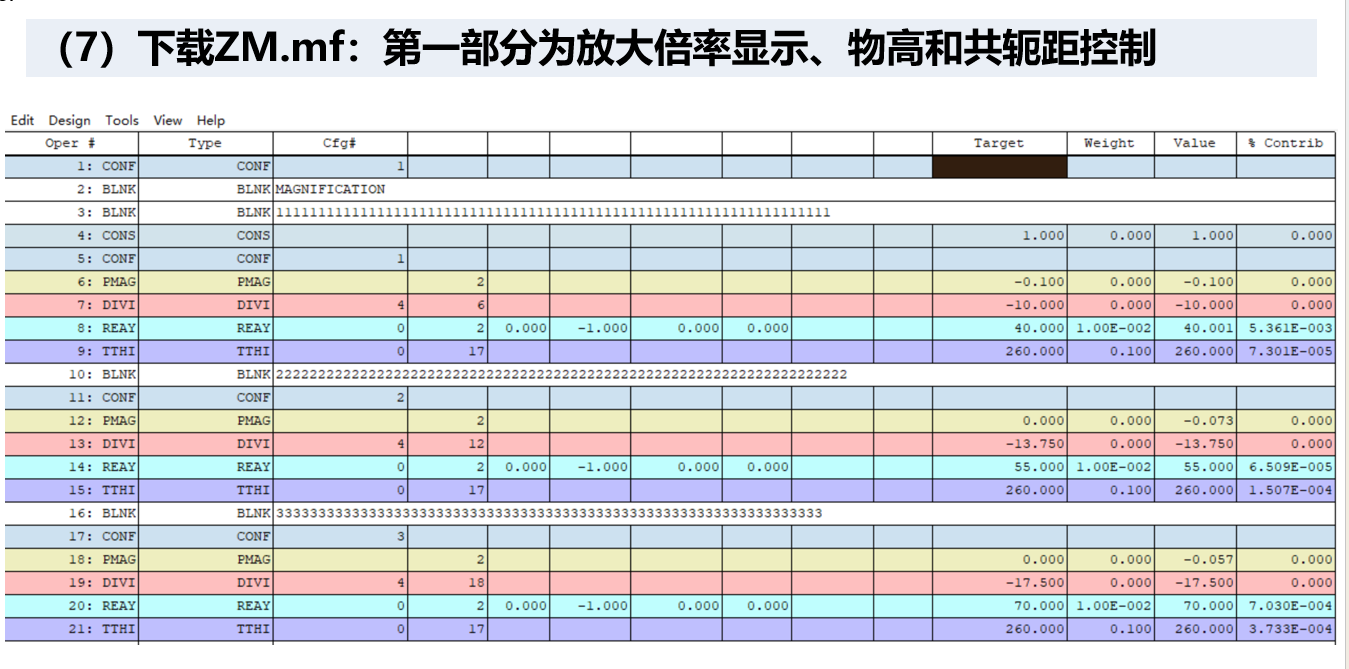 （7）下载ZM.mf：第一部分为放大倍率显示、物高和共轭距控制
Edit Design Tools View Help
Oper # Type Cfg# Target Weight Value % Contrib
1: CONF CONF 1
2: BLNK BLNK MAGNIFICATION
3: BLNK BLNK 11111111111111111111111111111111111111111111111111111111111111111
4: CONS CONS 1.000 0.000 1.000 0.000
5: CONF CONF 1
6: PMAG PMAG 2 -0.100 0.000 -0.100 0.000
7: DIVI DIVI 4 6 -10.000 0.000 -10.000 0.000
8: REAY REAY 0 2 0.000 -1.000 0.000 0.000 40.000 1.00E-002 40.001 5.361E-003
9: TTHI TTHI 0 17 260.000 0.100 260.000 7.301E-005
10: BLNK BLNK 2222222222222222222222222222222222222222222222222222222222222222222
11: CONF CONF 2
12: PMAG PMAG 2 0.000 0.000 -0.073 0.000
13: DIVI DIVI 4 12 -13.750 0.000 -13.750 0.000
14: REAY REAY 0 2 0.000 -1.000 0.000 0.000 55.000 1.00E-002 55.000 6.509E-005
15: TTHI TTHI 0 17 260.000 0.100 260.000 1.507E-004
16: BLNK BLNK 3333333333333333333333333333333333333333333333333333333333333333
17: CONF CONF 3
18: PMAG PMAG 2 0.000 0.000 -0.057 0.000
19: DIVI DIVI 4 18 -17.500 0.000 -17.500 0.000
20: REAY REAY 0 2 0.000 -1.000 0.000 0.000 70.000 1.00E-002 70.000 7.030E-004
21: TTHI TTHI 0 17 260.000 0.100 260.000 3.733E-004